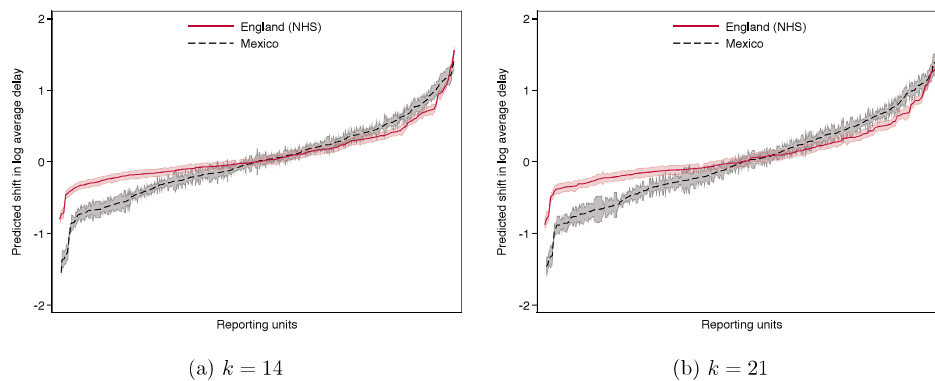 2
1
0
-1
-2
Predicted shift in log average delay
England (NHS)
Mexico
Reporting units
(a) k = 14
2
1
0
-1
-2
Predicted shift in log average delay
England (NHS)
Mexico
Reporting units
(b) k = 21